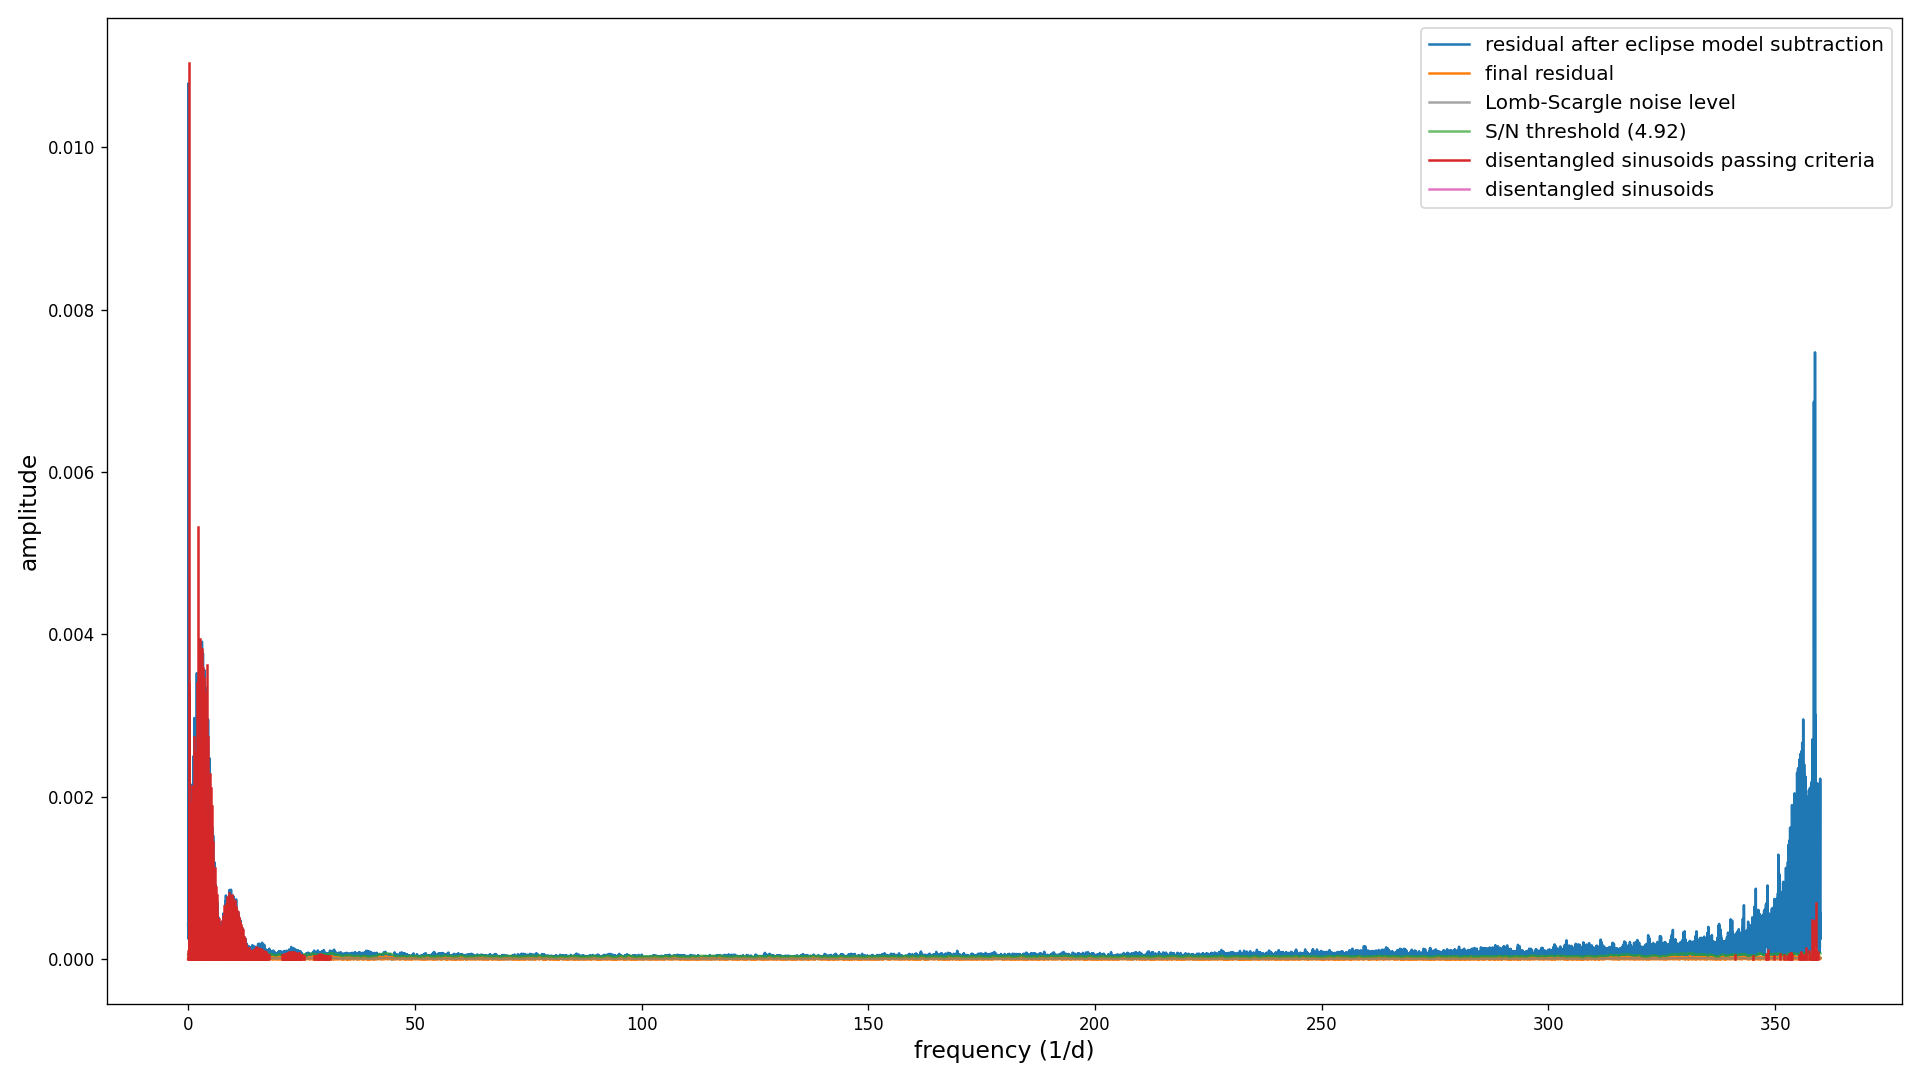 residual after eclipse model subtraction
final residual
Lomb-Scargle noise level
S/N threshold (4.92)
disentangled sinusoids passing criteria
disentangled sinusoids
amplitude
0.010
0.008
0.006
0.004
0.002
0.000
0 50 100 150 200 250 300 350
frequency (1/d)